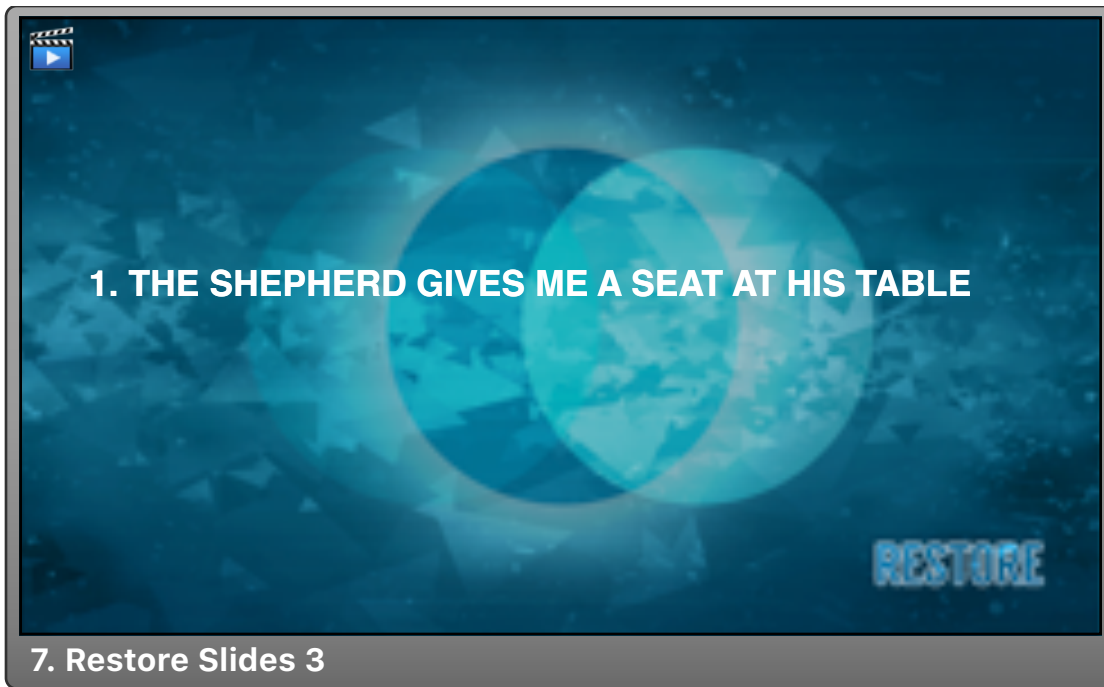 1. THE SHEPHERD GIVES ME A SEAT AT HIS TABLE
RESTORE
7. Restore Slides 3